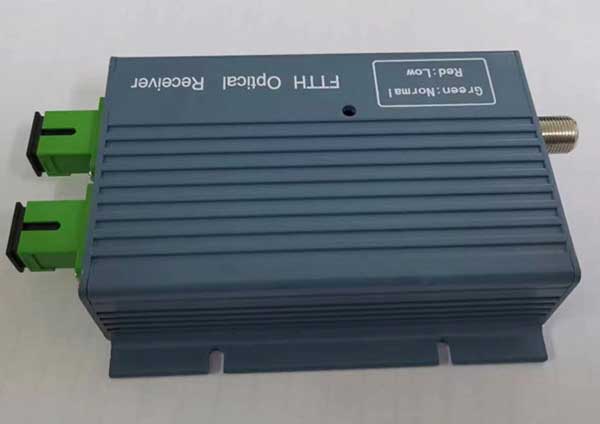 FTTH Optical Receiver
Green:Normal
Red:Low